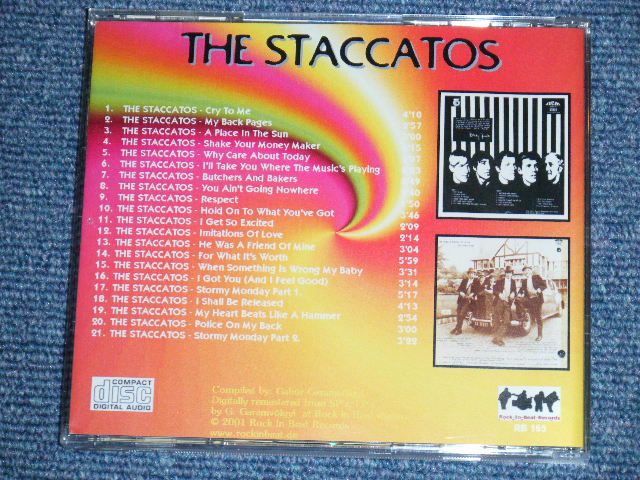 THE STACCATOS
1. THE STACCATOS - Cry To Me 4'10
2. THE STACCATOS - My Back Pages
3. THE STACCATOS - A Place In The Sun
4. THE STACCATOS - Shake Your Money Maker
5. THE STACCATOS - Why Care About Today
6. THE STACCATOS - I'll Take You Where The Music's Playing
7. THE STACCATOS - Butchers And Bakers
8. THE STACCATOS - You Ain't Going Nowhere
9. THE STACCATOS - Respect
10. THE STACCATOS - Hold On To What You've Got 3'46
11. THE STACCATOS - I Get So Excited 2'09
12. THE STACCATOS - Imitations Of Love 2'14
13. THE STACCATOS - He Was A Friend Of Mine 3'04
14. THE STACCATOS - For What It's Worth 5'59
15. THE STACCATOS - When Something Is Wrong My Baby 3'31
16. THE STACCATOS - I Got You (And I Feel Good) 3'14
17. THE STACCATOS - Stormy Monday Part 1. 5'17
18. THE STACCATOS - I Shall Be Released 4'13
19. THE STACCATOS - My Heart Beats Like A Hammer 2'54
20. THE STACCATOS - Police On My Back 3'00
21. THE STACCATOS - Stormy Monday Part 2. 3'22
COMPACT
disc
DIGITAL AUDIO
Compiled by: Gabor
Digitally remastered from
by G. Garamvölgyi at Rock In Beat
© 2001 Rock In Beat Records
www.rockinbeat.de
Rock-In-Beat-Records
RB 165